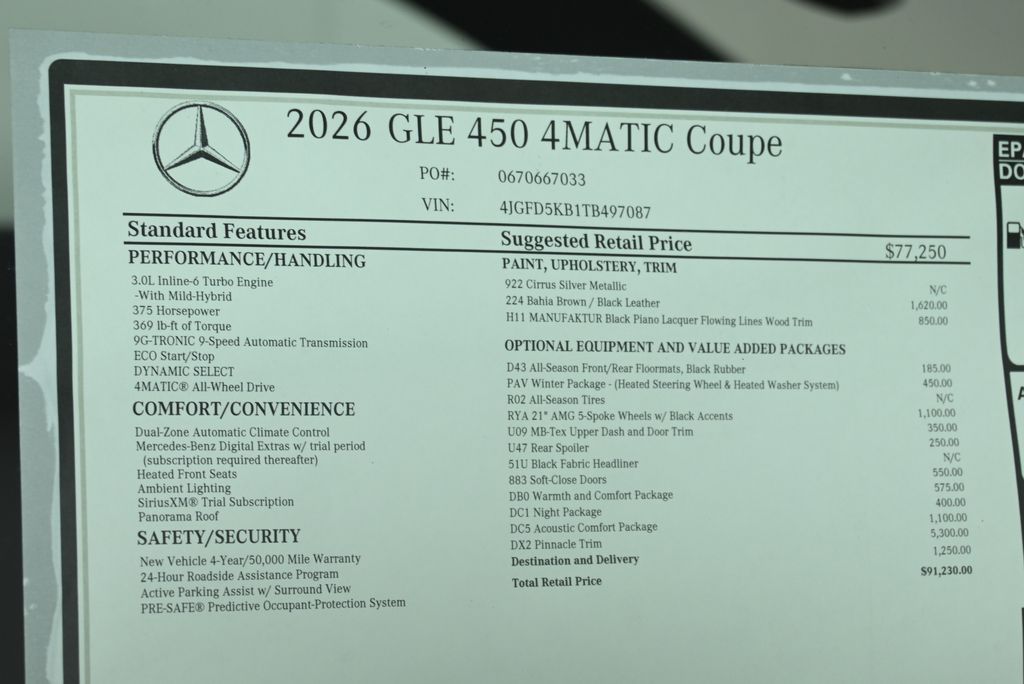 2026 GLE 450 4MATIC Coupe
PO#: 0670667033
VIN: 4JGFD5KB1TB497087
Standard Features
PERFORMANCE/HANDLING
3.0L Inline-6 Turbo Engine
-With Mild-Hybrid
375 Horsepower
369 lb-ft of Torque
9G-TRONIC 9-Speed Automatic Transmission
ECO Start/Stop
DYNAMIC SELECT
4MATIC® All-Wheel Drive
COMFORT/CONVENIENCE
Dual-Zone Automatic Climate Control
Mercedes-Benz Digital Extras w/ trial period
(subscription required thereafter)
Heated Front Seats
Ambient Lighting
SiriusXM® Trial Subscription
Panorama Roof
SAFETY/SECURITY
New Vehicle 4-Year/50,000 Mile Warranty
24-Hour Roadside Assistance Program
Active Parking Assist w/ Surround View
PRE-SAFE® Predictive Occupant-Protection System
Suggested Retail Price $77,250
PAINT, UPHOLSTERY, TRIM
922 Cirrus Silver Metallic N/C
224 Bahia Brown / Black Leather 1,620.00
H11 MANUFAKTUR Black Piano Lacquer Flowing Lines Wood Trim 850.00
OPTIONAL EQUIPMENT AND VALUE ADDED PACKAGES
D43 All-Season Front/Rear Floormats, Black Rubber 185.00
PAV Winter Package - (Heated Steering Wheel & Heated Washer System) 450.00
R02 All-Season Tires N/C
RYA 21" AMG 5-Spoke Wheels w/ Black Accents 1,100.00
U09 MB-Tex Upper Dash and Door Trim 350.00
U47 Rear Spoiler 250.00
51U Black Fabric Headliner N/C
883 Soft-Close Doors 550.00
DB0 Warmth and Comfort Package 575.00
DC1 Night Package 400.00
DC5 Acoustic Comfort Package 1,100.00
DX2 Pinnacle Trim 5,300.00
Destination and Delivery 1,250.00
Total Retail Price $91,230.00
EPA
DO